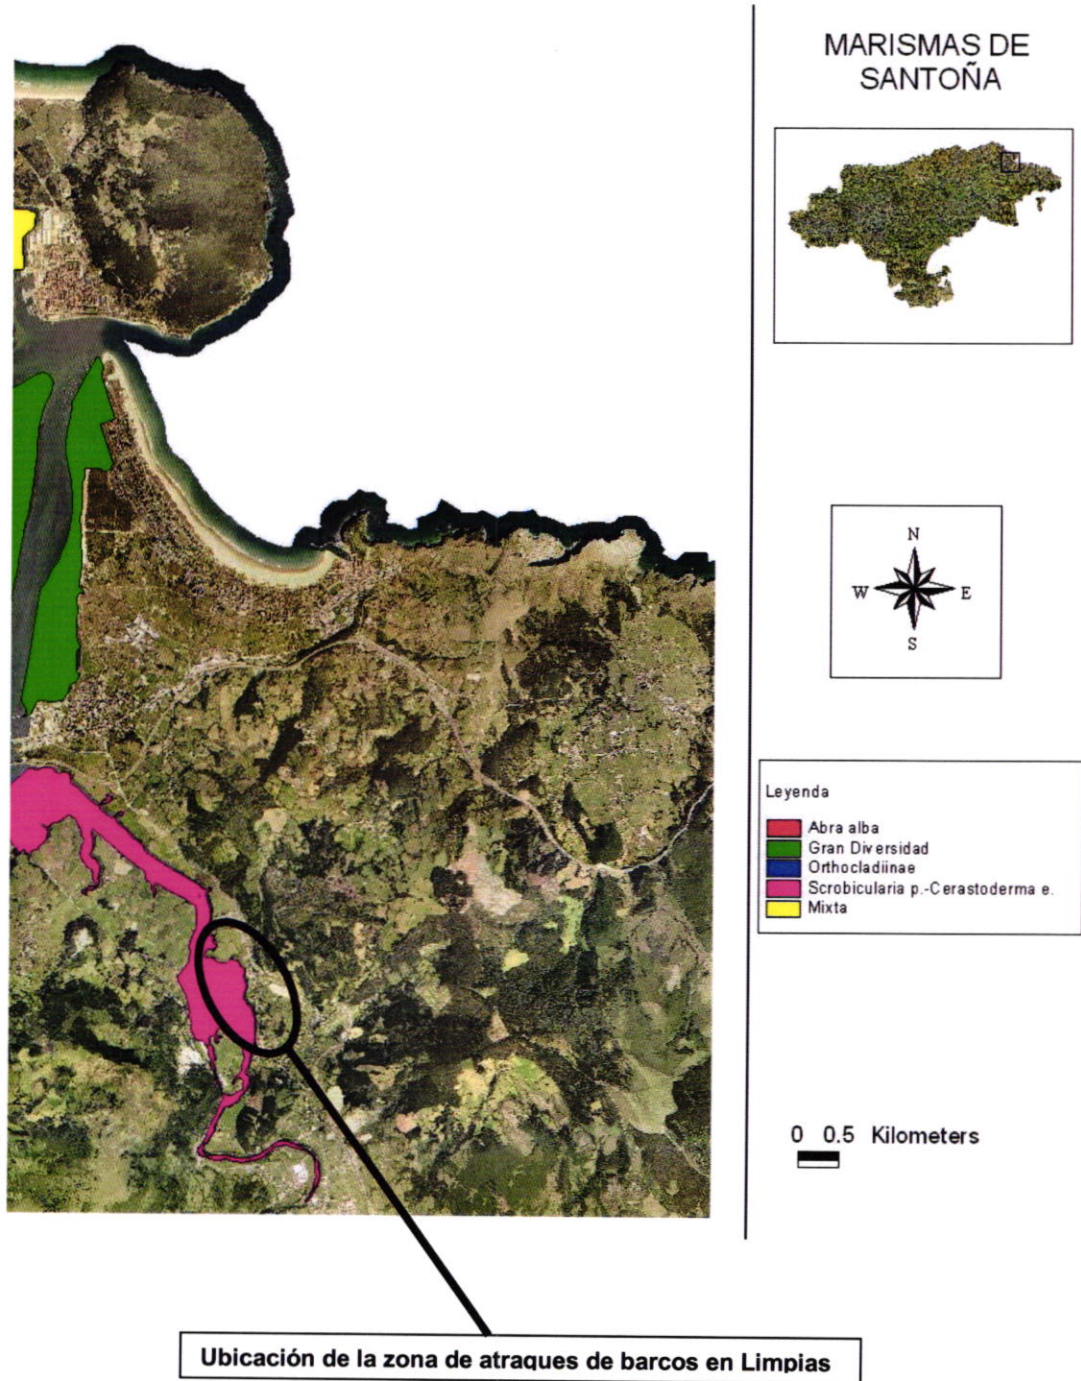 MARISMAS DE
SANTOÑA
N
W
E
S
Leyenda
Abra alba
Gran Diversidad
Orthocladiinae
Scrobicularia p.-Cerastoderma e.
Mixta
0 0.5 Kilometers
Ubicación de la zona de atraques de barcos en Limpias